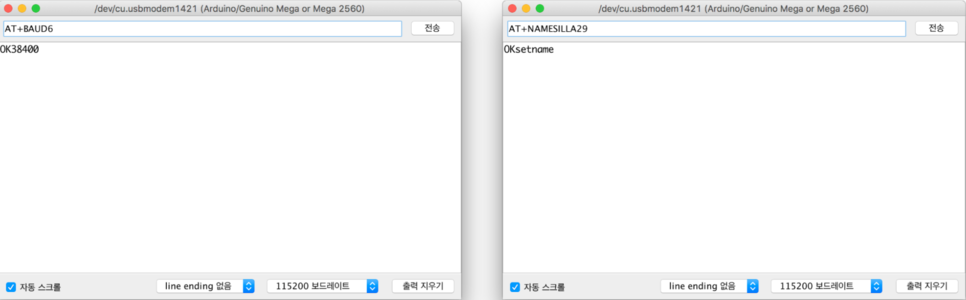 /dev/cu.usbmodem1421 (Arduino/Genuino Mega or Mega 2560)
AT+BAUD6
전송
OK38400
자동 스크롤
line ending 없음
115200 보드레이트
출력 지우기
/dev/cu.usbmodem1421 (Arduino/Genuino Mega or Mega 2560)
AT+NAMESILLA29
전송
OKsetname
자동 스크롤
line ending 없음
115200 보드레이트
출력 지우기